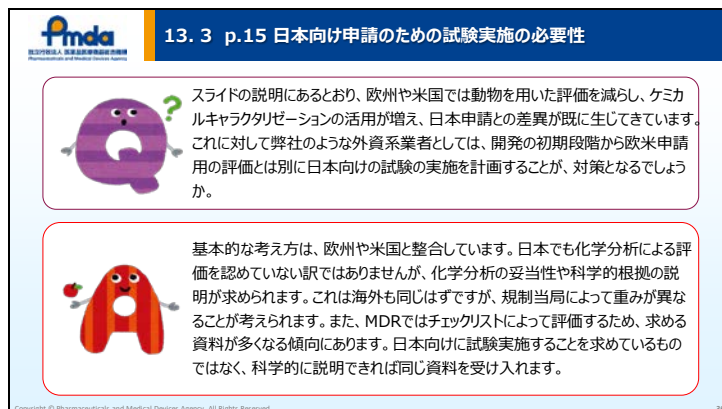 Pmda
独立行政法人 医薬品医療機器総合機構
Pharmaceuticals and Medical Devices Agency
13. 3 p.15 日本向け申請のための試験実施の必要性
Q
?
スライドの説明にあるとおり、欧州や米国では動物を用いた評価を減らし、ケミカ
ルキャラクタリゼーションの活用が増え、日本申請との差異が既に生じてきています。
これに対して弊社のような外資系業者としては、開発の初期段階から欧米申請
用の評価とは別に日本向けの試験の実施を計画することが、対策となるでしょう
か。
A
基本的な考え方は、欧州や米国と整合しています。日本でも化学分析による評
価を認めていない訳ではありませんが、化学分析の妥当性や科学的根拠の説
明が求められます。これは海外も同じはずですが、規制当局によって重みが異な
ることが考えられます。また、MDRではチェックリストによって評価するため、求める
資料が多くなる傾向にあります。日本向けに試験実施することを求めているもの
ではなく、科学的に説明できれば同じ資料を受け入れます。
Copyright © Pharmaceuticals and Medical Devices Agency, All Rights Reserved